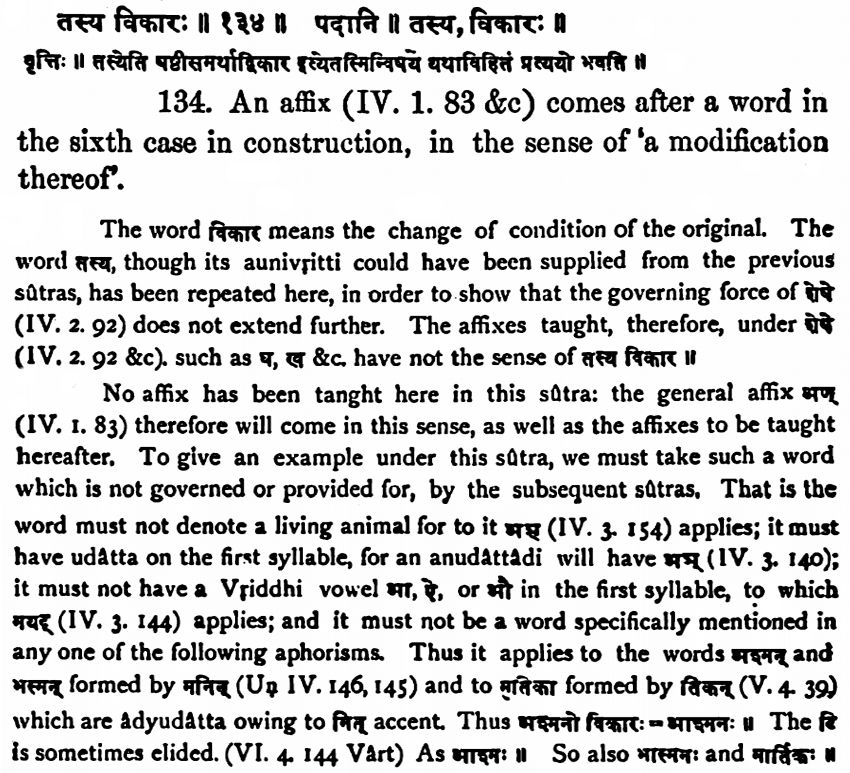 तस्य विकारः ॥ १३४ ॥ पदानि ॥ तस्य, विकारः ॥
वृत्तिः ॥ तस्येति षष्ठीसमर्थाद्विकार इत्येतस्मिन्विषये यथाविहितं प्रत्ययो भवति ॥
134. An affix (IV. 1. 83 &c) comes after a word in
the sixth case in construction, in the sense of 'a modification
thereof'.
The word विकार means the change of condition of the original. The
word तस्य, though its aunivṛitti could have been supplied from the previous
sûtras, has been repeated here, in order to show that the governing force of शेषे
(IV. 2. 92) does not extend further. The affixes taught, therefore, under शेषे
(IV. 2. 92 &c). such as घ, ख &c. have not the sense of तस्य विकार ॥
No affix has been tanght here in this sûtra: the general affix अण्
(IV. 1. 83) therefore will come in this sense, as well as the affixes to be taught
hereafter. To give an example under this sûtra, we must take such a word
which is not governed or provided for, by the subsequent sûtras. That is the
word must not denote a living animal for to it अञ् (IV. 3. 154) applies; it must
have udâtta on the first syllable, for an anudâttâdi will have अञ् (IV. 3. 140);
it must not have a Vṛiddhi vowel आ, ऐ, or औ in the first syllable, to which
मयट् (IV. 3. 144) applies; and it must not be a word specifically mentioned in
any one of the following aphorisms. Thus it applies to the words अश्मन् and
भस्मन् formed by मनिन् (Uṇ IV. 146, 145) and to मृत्तिका formed by तिकन् (V. 4. 39)
which are âdyudâtta owing to नित् accent. Thus अश्मनो विकारः = आश्मनः ॥ The टि
is sometimes elided. (VI. 4. 144 Vârt) As आश्मः ॥ So also भास्मनः and मार्त्तिकः ॥